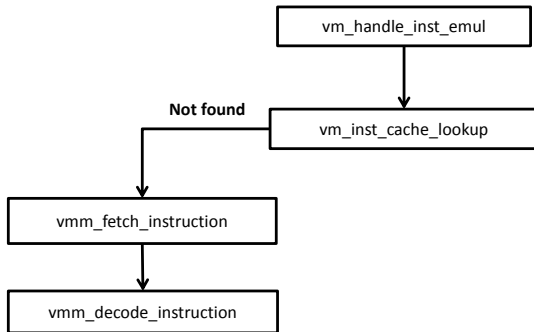 vm_handle_inst_emul
Not found
vm_inst_cache_lookup
vmm_fetch_instruction
vmm_decode_instruction